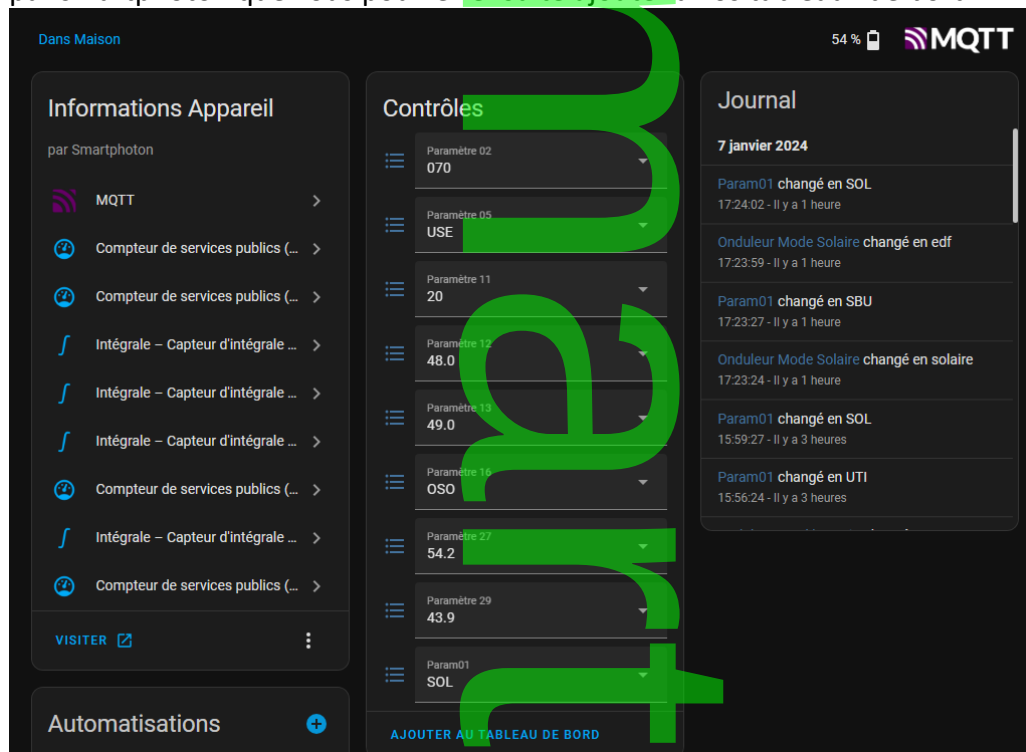 Dans Maison
54 %
MQTT
Informations Appareil
par Smartphoton
MQTT
Compteur de services publics (...
Compteur de services publics (...
Intégrale – Capteur d'intégrale ...
Intégrale – Capteur d'intégrale ...
Intégrale – Capteur d'intégrale ...
Compteur de services publics (...
Intégrale – Capteur d'intégrale ...
Compteur de services publics (...
VISITER
Automatisations
Contrôles
Paramètre 02
070
Paramètre 05
USE
Paramètre 11
20
Paramètre 12
48.0
Paramètre 13
49.0
Paramètre 16
OSO
Paramètre 27
54.2
Paramètre 29
43.9
Param01
SOL
AJOUTER AU TABLEAU DE BORD
Journal
7 janvier 2024
Param01 changé en SOL
17:24:02 - Il y a 1 heure
Onduleur Mode Solaire changé en edf
17:23:59 - Il y a 1 heure
Param01 changé en SBU
17:23:27 - Il y a 1 heure
Onduleur Mode Solaire changé en solaire
17:23:24 - Il y a 1 heure
Param01 changé en SOL
15:59:27 - Il y a 3 heures
Param01 changé en UTI
15:56:24 - Il y a 3 heures
mart